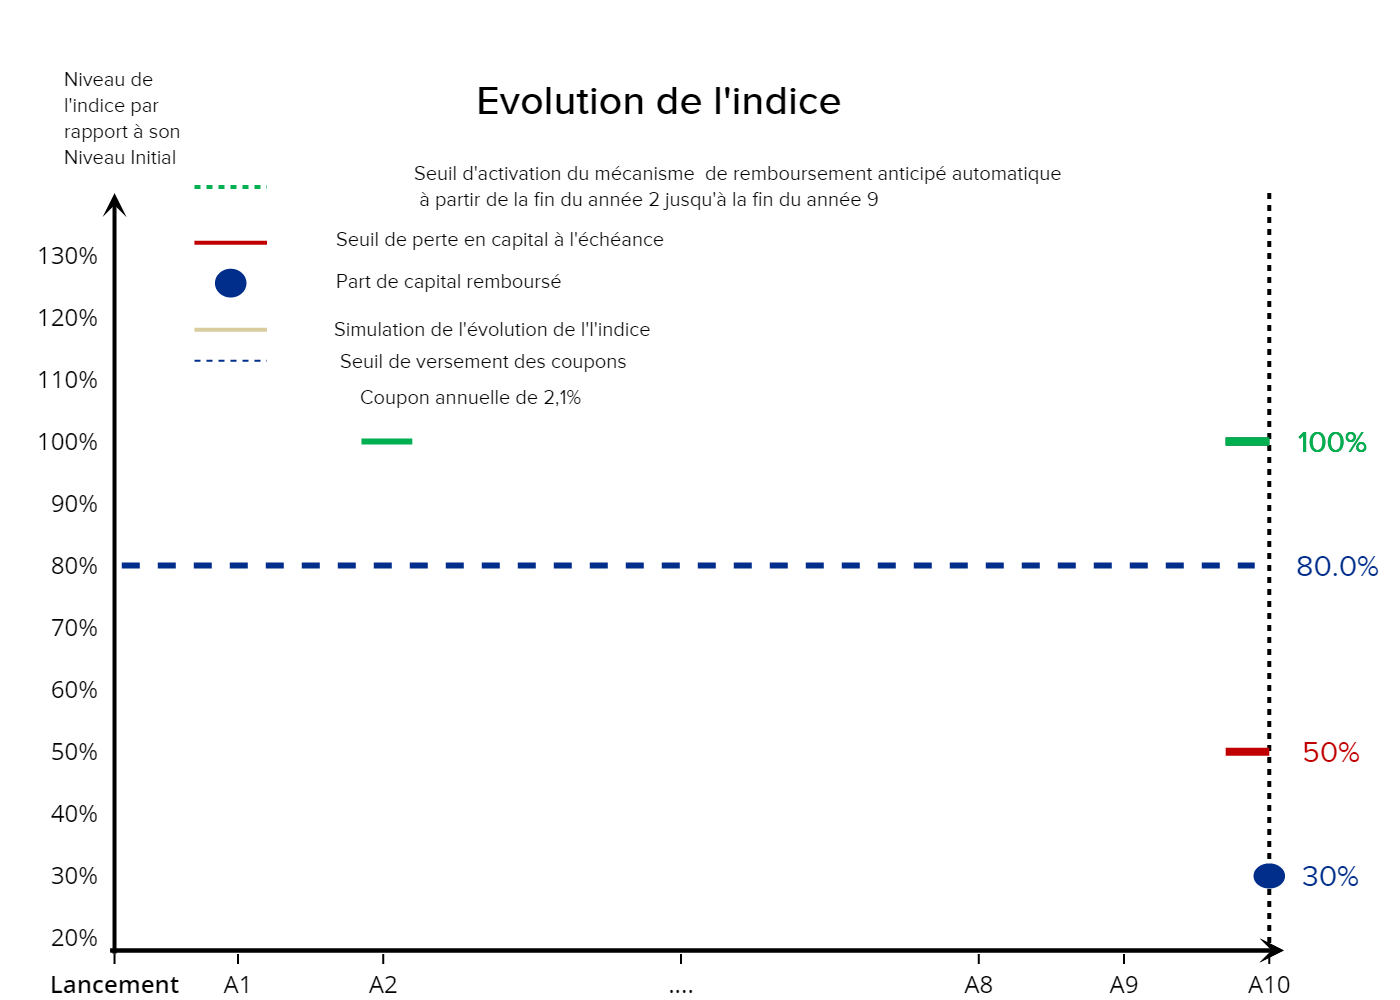 Niveau de
l'indice par
rapport à son
Niveau Initial
Evolution de l'indice
Seuil d'activation du mécanisme  de remboursement anticipé automatique
à partir de la fin du année 2 jusqu'à la fin du année 9
Seuil de perte en capital à l'échéance
Part de capital remboursé
Simulation de l'évolution de l'l'indice
Seuil de versement des coupons
Coupon annuelle de 2,1%
130%
120%
110%
100%
90%
80%
70%
60%
50%
40%
30%
20%
100%
80.0%
50%
30%
Lancement A1 A2 .... A8 A9 A10